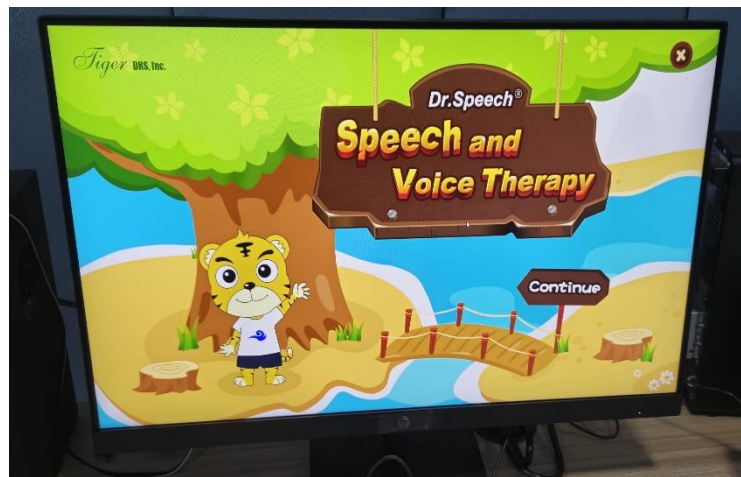 Tiger DRS, Inc.
Dr.Speech®
Speech and
Voice Therapy
Continue